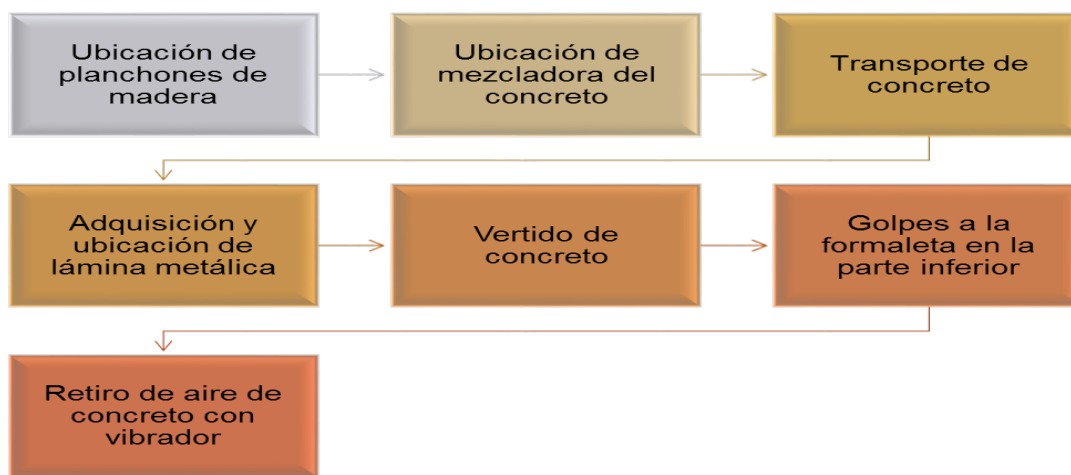 Ubicación de
planchones de
madera
Ubicación de
mezcladora del
concreto
Transporte de
concreto
Adquisición y
ubicación de
lámina metálica
Vertido de
concreto
Golpes a la
formaleta en la
parte inferior
Retiro de aire de
concreto con
vibrador